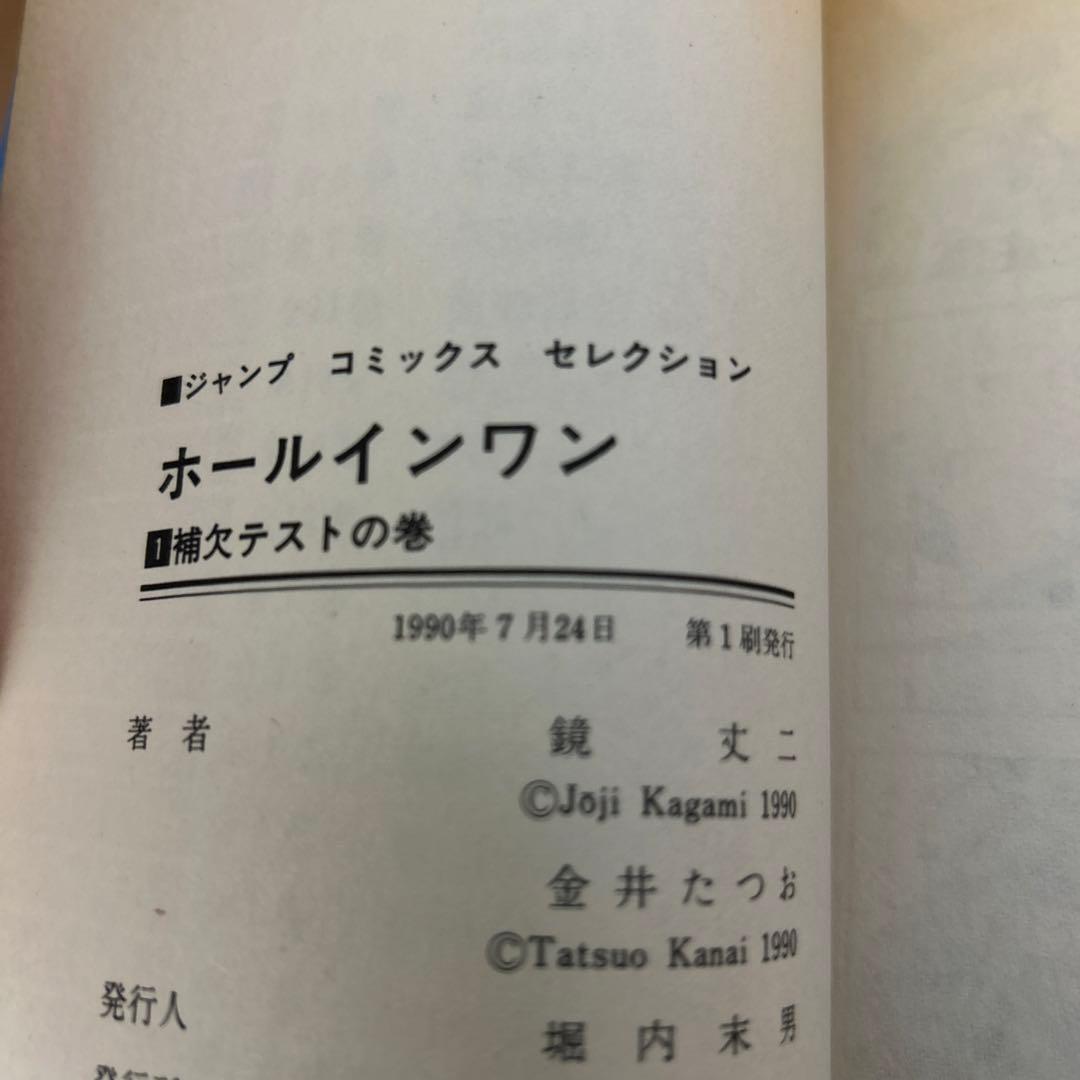 ■ジャンプ コミックス セレクション
ホールインワン
1補欠テストの巻
1990年7月24日 第1刷発行
著者 鏡丈二
©Jōji Kagami 1990
金井たつお
©Tatsuo Kanai 1990
発行人 堀内末男